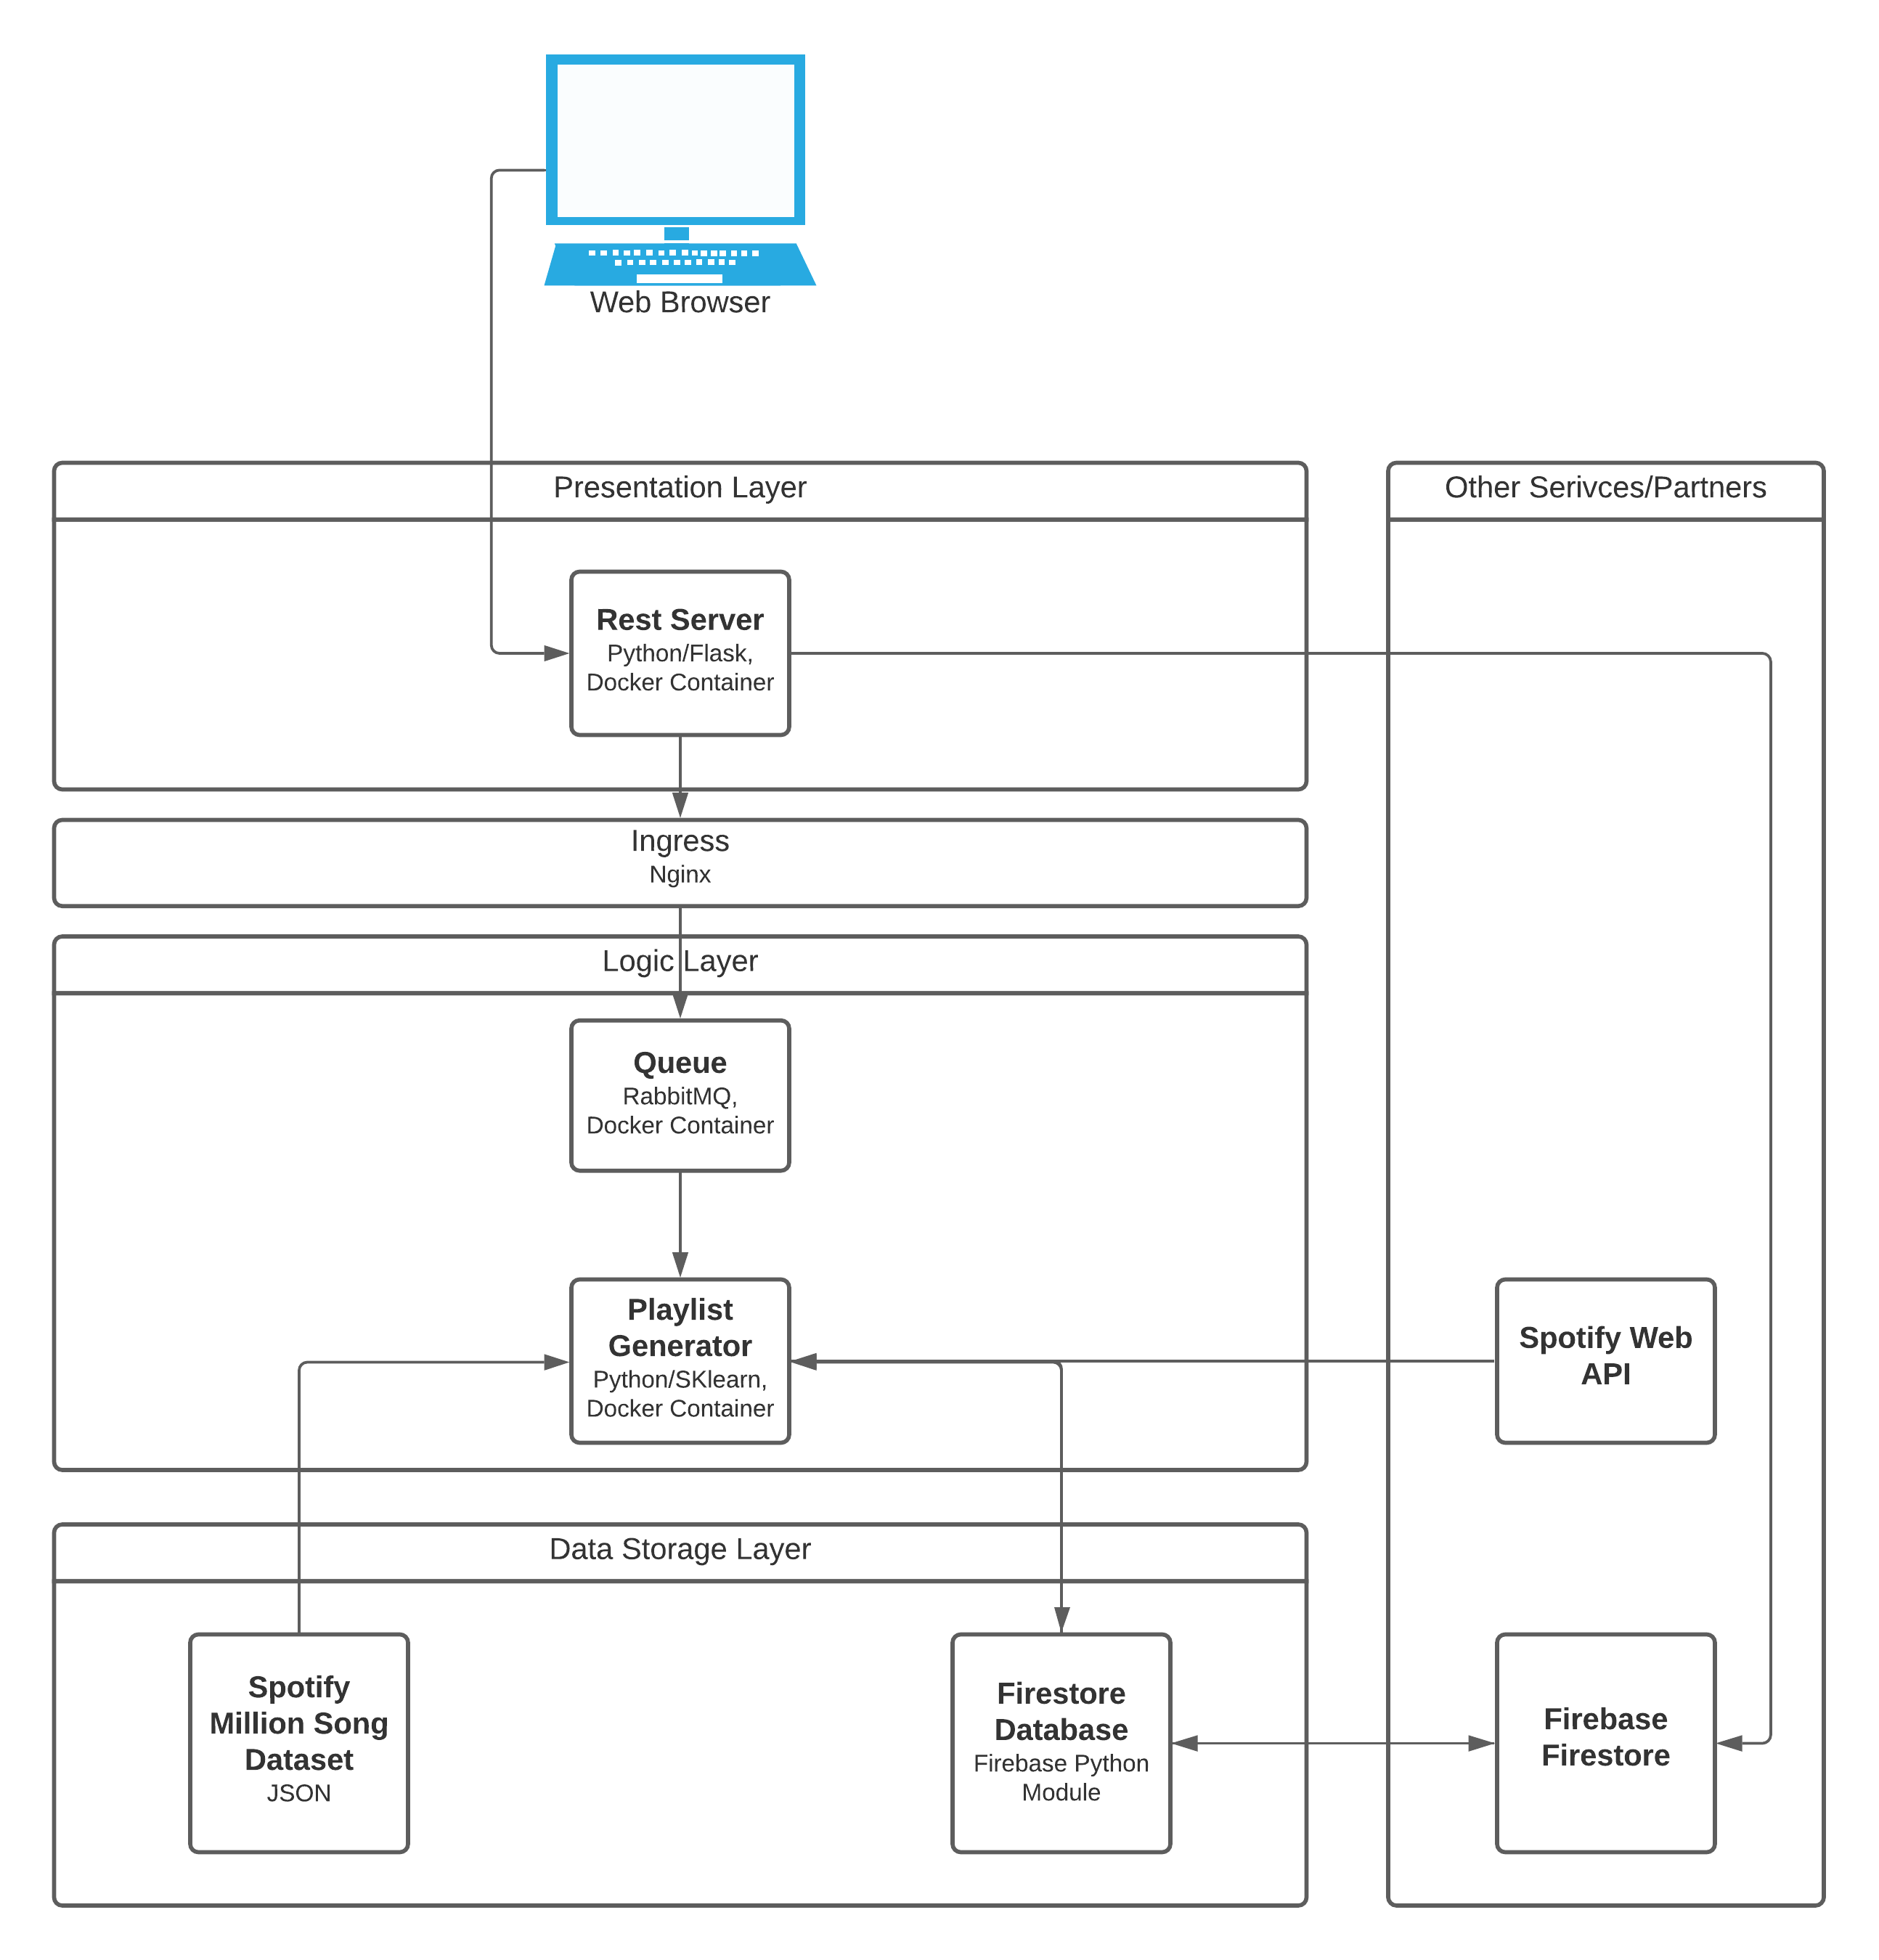 Web Browser
Presentation Layer
Other Serivces/Partners
Rest Server
Python/Flask,
Docker Container
Ingress
Nginx
Logic Layer
Queue
RabbitMQ,
Docker Container
Playlist
Generator
Python/SKlearn,
Docker Container
Spotify Web
API
Data Storage Layer
Spotify
Million Song
Dataset
JSON
Firestore
Database
Firebase Python
Module
Firebase
Firestore